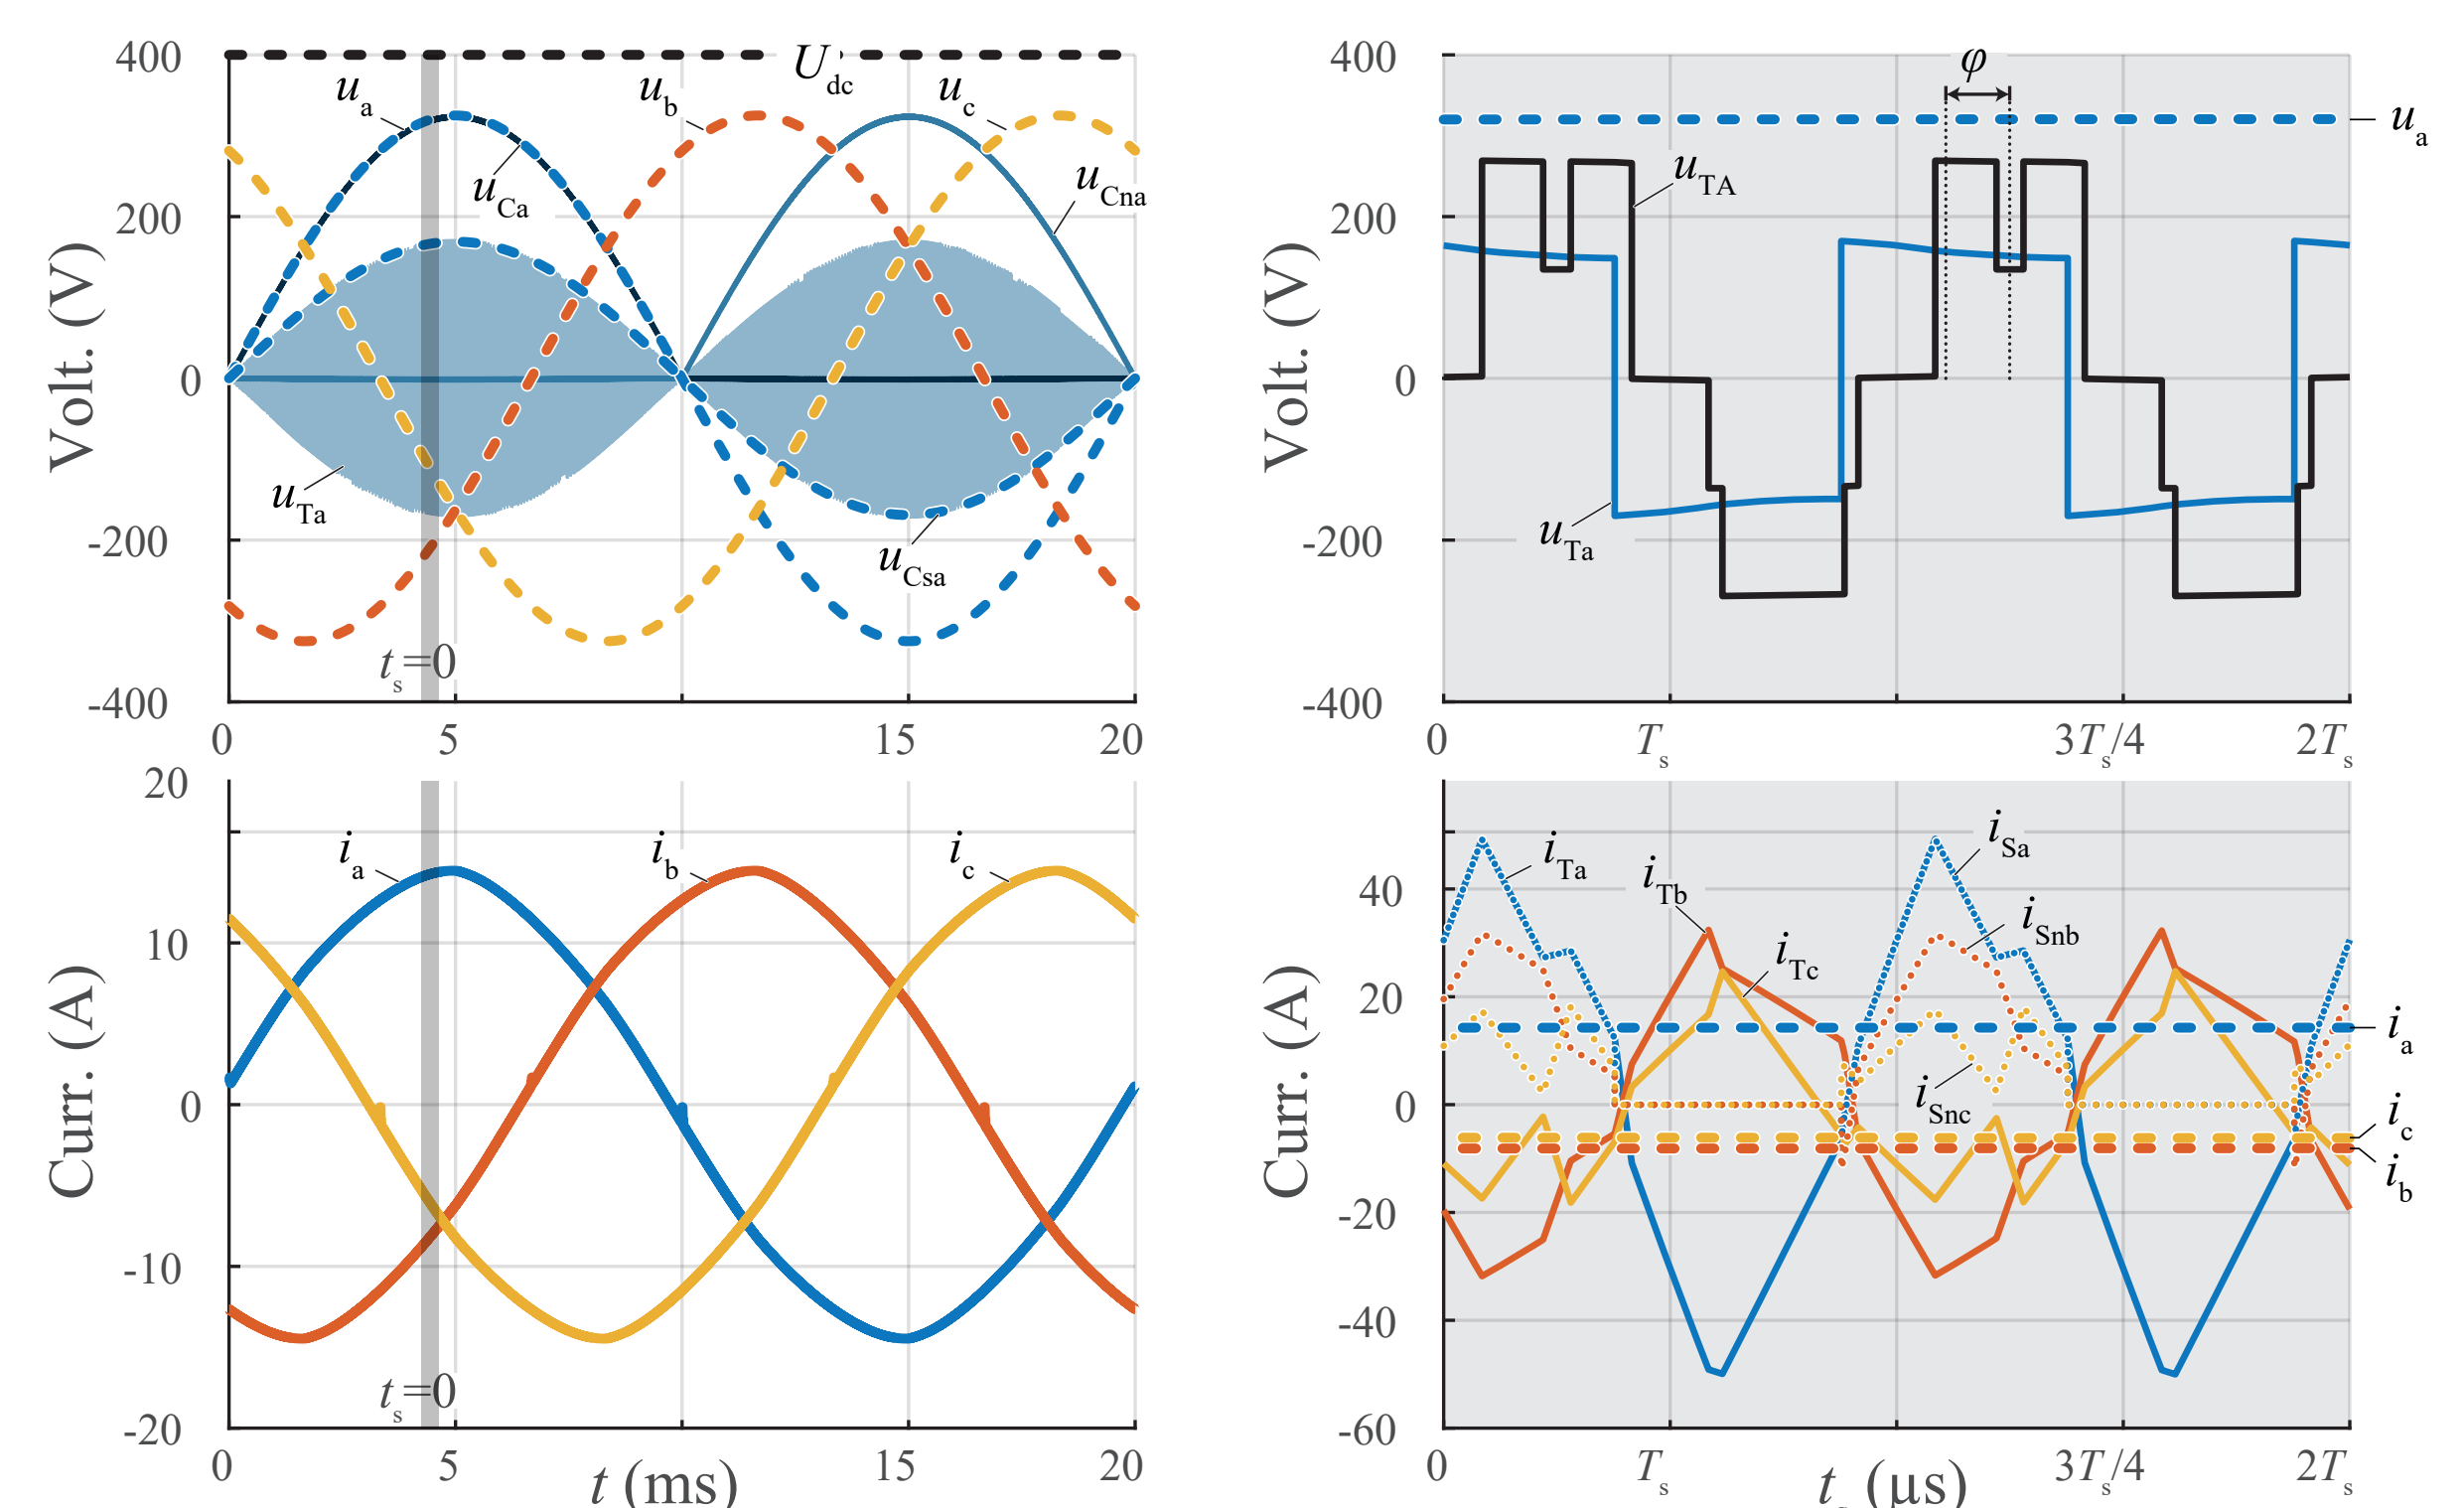 400
200
0
-200
-400
Volt. (V)
U_dc
u_a
u_b
u_c
u_Ca
u_Cna
u_Ta
u_Csa
t_s=0
0
5
15
20
400
200
0
-200
-400
Volt. (V)
φ
u_a
u_TA
u_Ta
0
T_s
3T_s/4
2T_s
20
10
0
-10
-20
Curr. (A)
i_a
i_b
i_c
t_s=0
0
5
15
20
t (ms)
40
20
0
-20
-40
-60
Curr. (A)
i_Ta
i_Tb
i_Tc
i_Sa
i_Snb
i_Snc
i_a
i_c
i_b
0
T_s
3T_s/4
2T_s
t_s (μs)